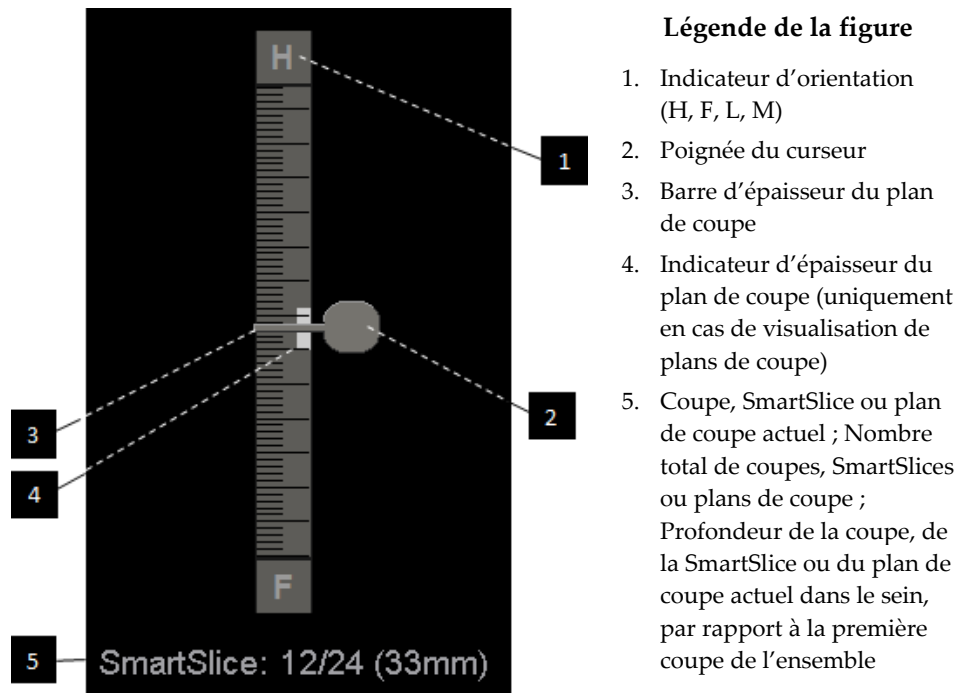 H
1
3
2
4
F
5
SmartSlice: 12/24 (33mm)
Légende de la figure
1. Indicateur d'orientation
(H, F, L, M)
2. Poignée du curseur
3. Barre d'épaisseur du plan
de coupe
4. Indicateur d'épaisseur du
plan de coupe (uniquement
en cas de visualisation de
plans de coupe)
5. Coupe, SmartSlice ou plan
de coupe actuel ; Nombre
total de coupes, SmartSlices
ou plans de coupe ;
Profondeur de la coupe, de
la SmartSlice ou du plan de
coupe actuel dans le sein,
par rapport à la première
coupe de l'ensemble